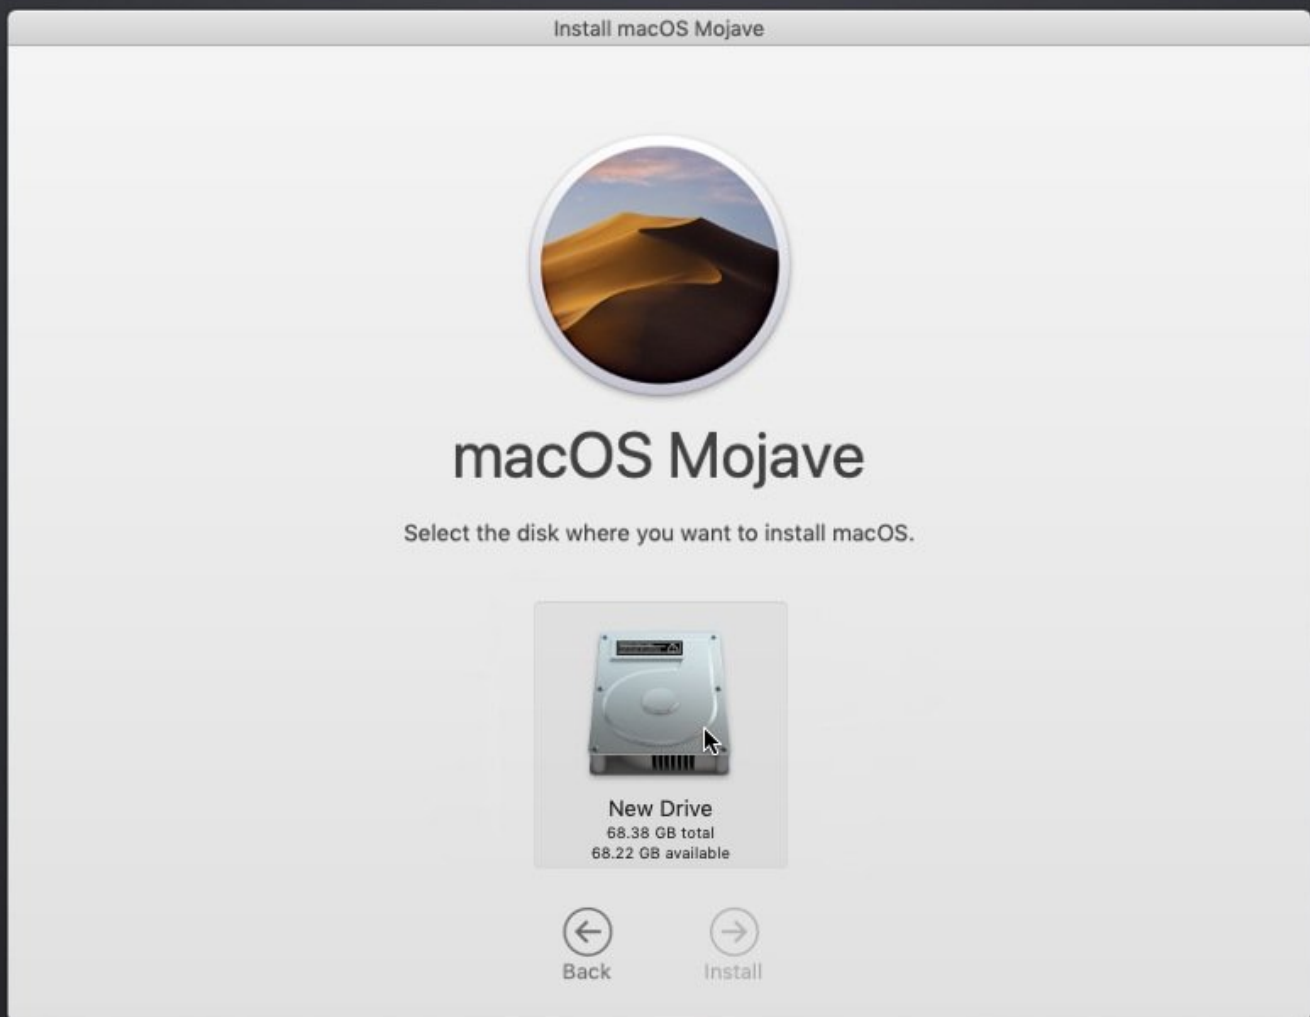 Install macOS Mojave
macOS Mojave
Select the disk where you want to install macOS.
New Drive
68.38 GB total
68.22 GB available
Back
Install